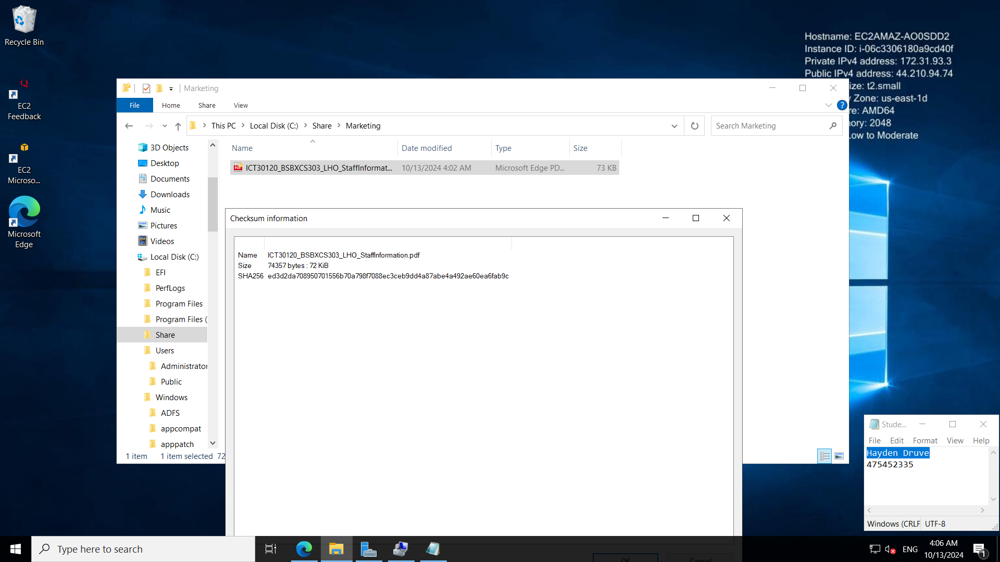 Recycle Bin
EC2
Feedback
EC2
Microso...
Microsoft
Edge
Hostname: EC2AMAZ-AO0SDD2
Instance ID: i-06c3306180a9cd40f
Private IPv4 address: 172.31.93.3
Public IPv4 address: 44.210.94.74
ize: t2.small
y Zone: us-east-1d
re: AMD64
ory: 2048
Low to Moderate
Marketing
File Home Share View
This PC > Local Disk (C:) > Share > Marketing
Search Marketing
Name Date modified Type Size
ICT30120_BSBXCS303_LHO_StaffInformat... 10/13/2024 4:02 AM Microsoft Edge PD... 73 KB
3D Objects
Desktop
Documents
Downloads
Music
Pictures
Videos
Local Disk (C:)
EFI
PerfLogs
Program Files
Program Files (
Share
Users
Administrator
Public
Windows
ADFS
appcompat
apppatch
1 item 1 item selected 72
Checksum information
Name ICT30120_BSBXCS303_LHO_StaffInformation.pdf
Size 74357 bytes : 72 KiB
SHA256 ed3d2da708950701556b70a798f7088ec3ceb9dd4a87abe4a492ae60ea6fab9c
OK Cancel
Stude...
File Edit Format View Help
Hayden Druve
475452335
Windows (CRLF UTF-8
Type here to search
ENG
4:06 AM
10/13/2024
1